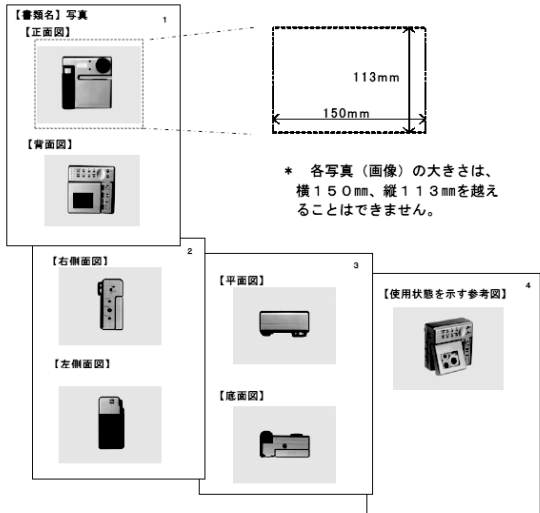 【書類名】写真
1
【正面図】
113mm
150mm
【背面図】
* 各写真（画像）の大きさは、
横１５０㎜、縦１１３㎜を越え
ることはできません。
2
【右側面図】
【左側面図】
3
【平面図】
【底面図】
4
【使用状態を示す参考図】